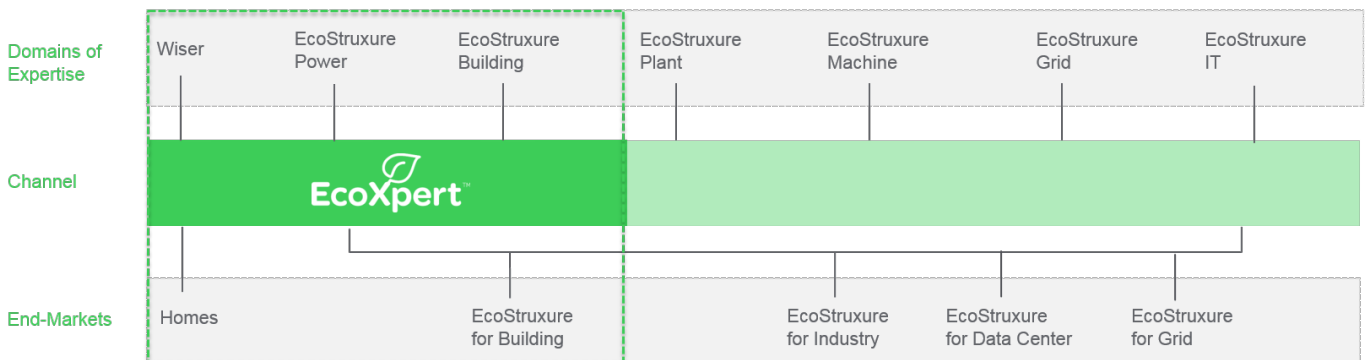 Domains of
Expertise
Wiser
EcoStruxure
Power
EcoStruxure
Building
EcoStruxure
Plant
EcoStruxure
Machine
EcoStruxure
Grid
EcoStruxure
IT
Channel
EcoXpert™
End-Markets
Homes
EcoStruxure
for Building
EcoStruxure
for Industry
EcoStruxure
for Data Center
EcoStruxure
for Grid